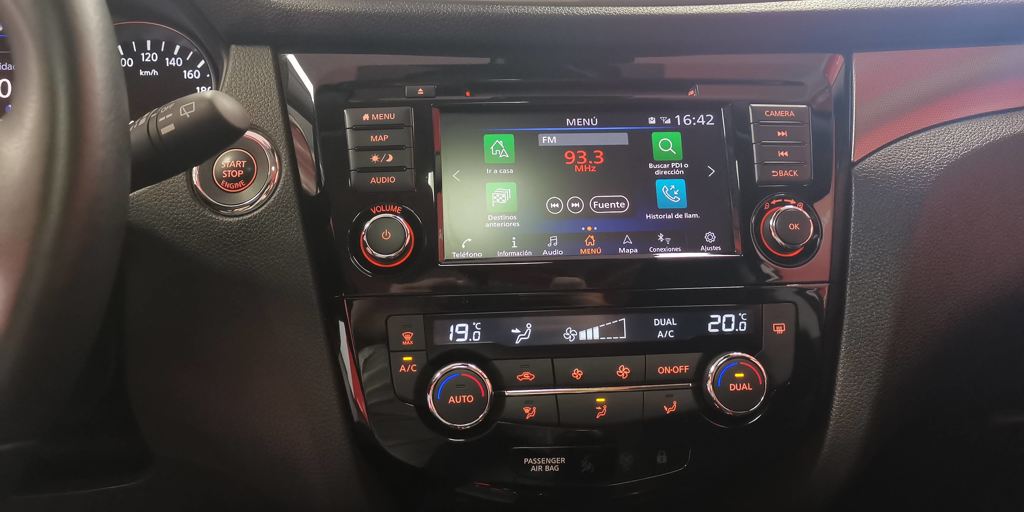 120 140
160
180
km/h
OFF
START
STOP
ENGINE
MENU
MAP
AUDIO
VOLUME
MENÚ
16:42
FM
93.3
MHz
Ir a casa
Buscar PDI o
dirección
Destinos
anteriores
Fuente
Historial de llam.
Teléfono
Información
Audio
MENÚ
Mapa
Conexiones
Ajustes
CAMERA
BACK
OK
19.0 °C
DUAL
A/C
20.0 °C
MAX
A/C
AUTO
ON·OFF
DUAL
PASSENGER
AIR BAG